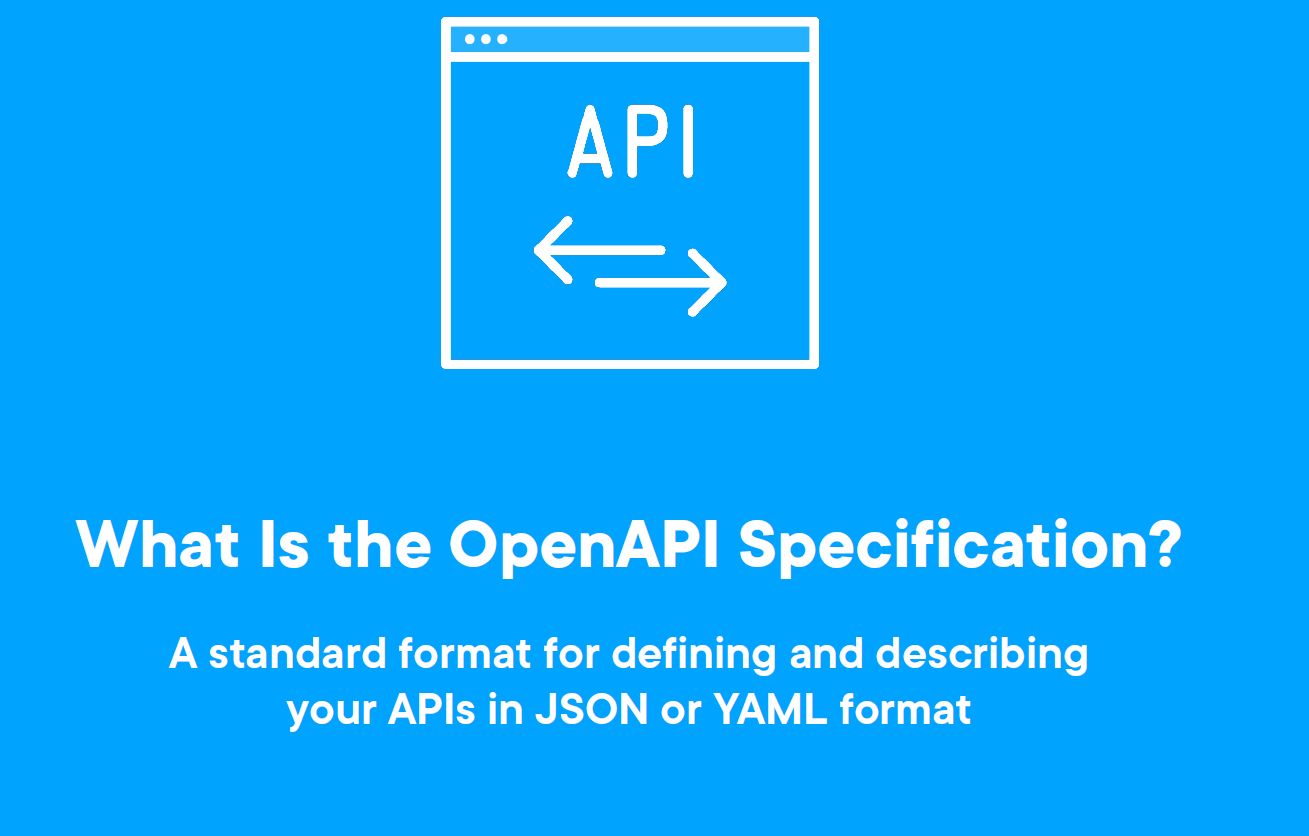 API
What Is the OpenAPI Specification?
A standard format for defining and describing
your APIs in JSON or YAML format